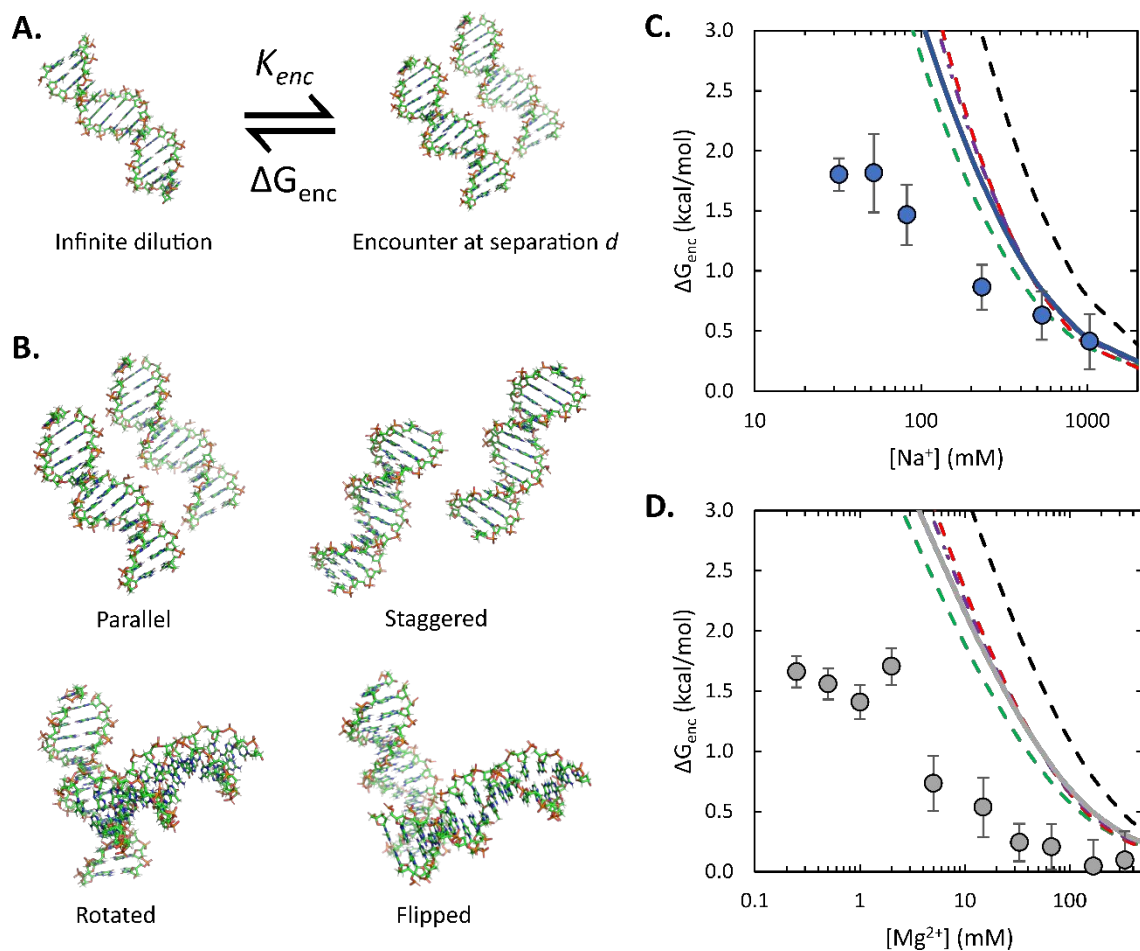 A.
K_enc
ΔG_enc
Infinite dilution
Encounter at separation d
B.
Parallel
Staggered
Rotated
Flipped
C.
3.0
2.5
2.0
1.5
1.0
0.5
0.0
ΔG_enc (kcal/mol)
10
100
1000
[Na⁺] (mM)
D.
3.0
2.5
2.0
1.5
1.0
0.5
0.0
ΔG_enc (kcal/mol)
0.1
1
10
100
[Mg²⁺] (mM)